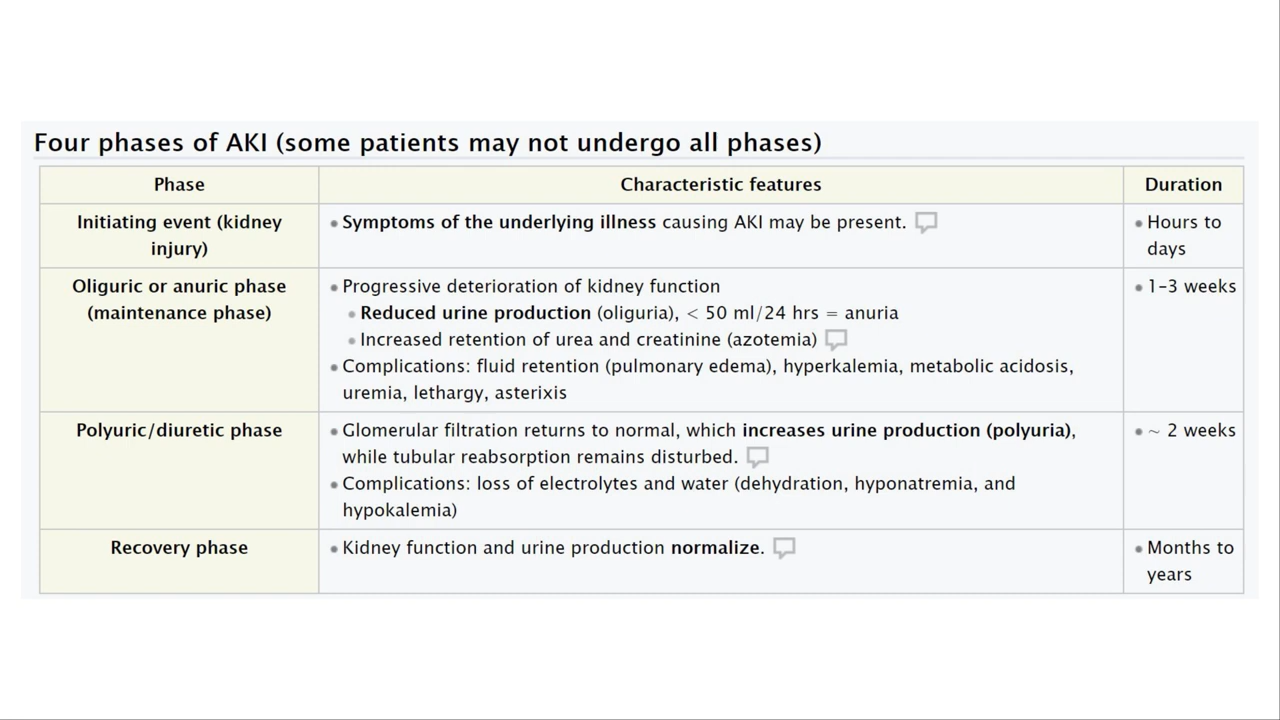 Four phases of AKI (some patients may not undergo all phases)
Phase
Characteristic features
Duration
Initiating event (kidney
injury)
• Symptoms of the underlying illness causing AKI may be present.
• Hours to
days
Oliguric or anuric phase
(maintenance phase)
• Progressive deterioration of kidney function
• Reduced urine production (oliguria), < 50 ml/24 hrs = anuria
• Increased retention of urea and creatinine (azotemia)
• Complications: fluid retention (pulmonary edema), hyperkalemia, metabolic acidosis,
uremia, lethargy, asterixis
• 1–3 weeks
Polyuric/diuretic phase
• Glomerular filtration returns to normal, which increases urine production (polyuria),
while tubular reabsorption remains disturbed.
• Complications: loss of electrolytes and water (dehydration, hyponatremia, and
hypokalemia)
• ~ 2 weeks
Recovery phase
• Kidney function and urine production normalize.
• Months to
years